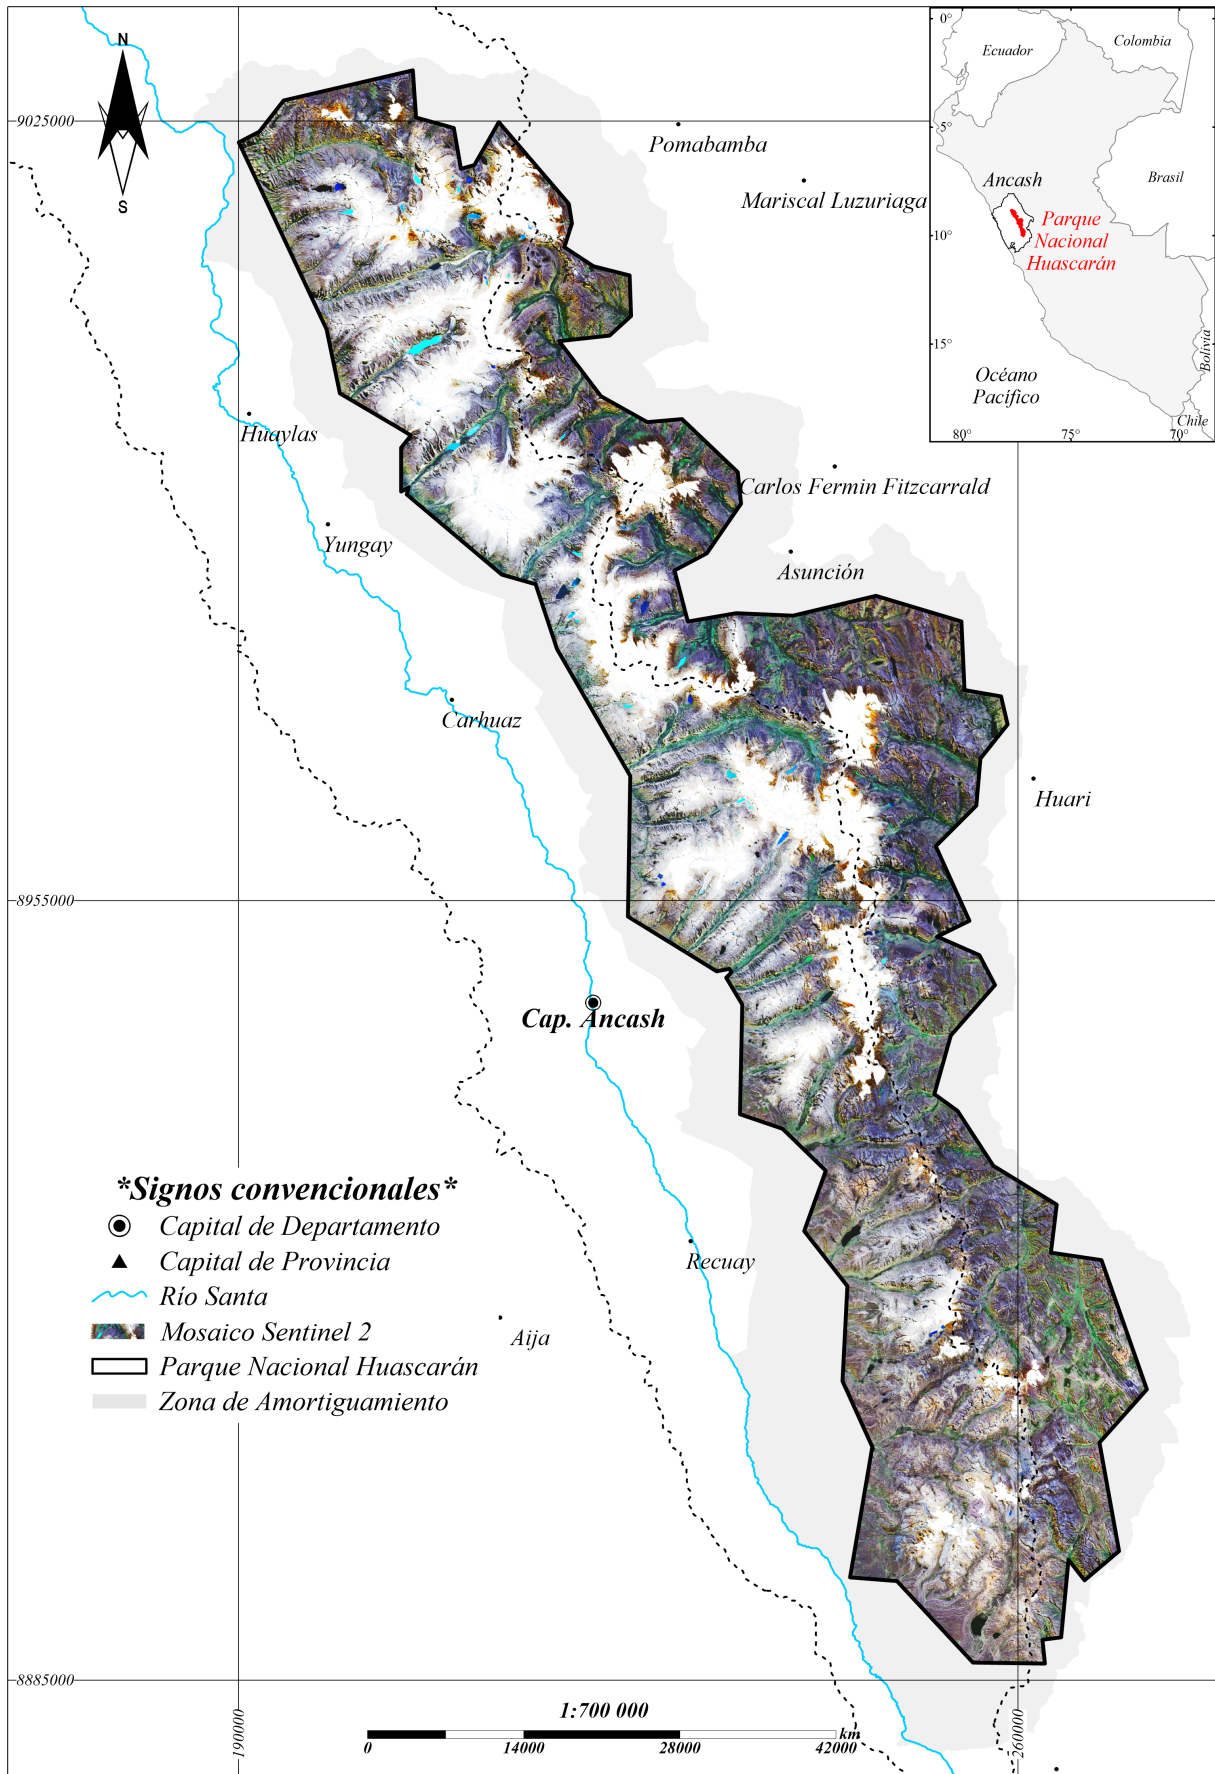 N
S
0°
5°
10°
15°
80°
75°
70°
Ecuador
Colombia
Brasil
Ancash
Parque
Nacional
Huascarán
Océano
Pacífico
Bolivia
Chile
9025000
Pomabamba
Mariscal Luzuriaga
Huaylas
Carlos Fermin Fitzcarrald
Yungay
Asunción
Carhuaz
Huari
8955000
Cap. Ancash
*Signos convencionales*
Capital de Departamento
Capital de Provincia
Río Santa
Mosaico Sentinel 2
Parque Nacional Huascarán
Zona de Amortiguamiento
Recuay
Aija
8885000
190000
260000
1:700 000
km
0 14000 28000 42000